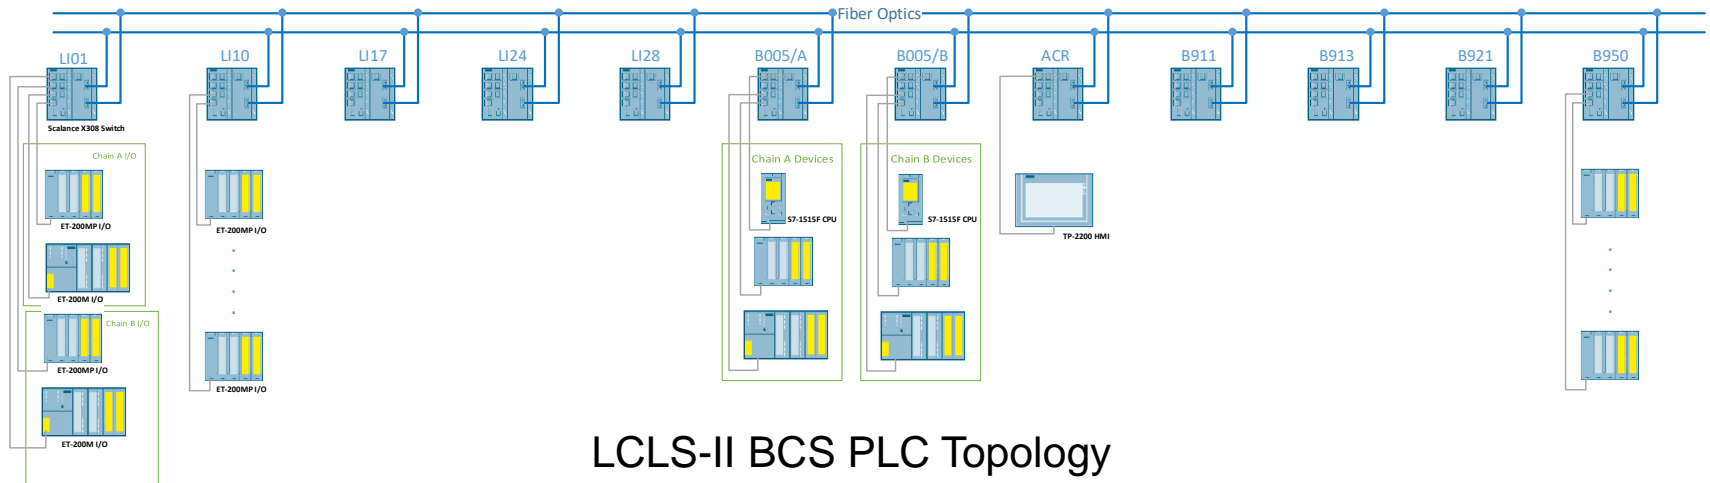 Fiber Optics
LI01
LI10
LI17
LI24
LI28
B005/A
B005/B
ACR
B911
B913
B921
B950
Scalance X308 Switch
Chain A I/O
ET-200MP I/O
ET-200M I/O
Chain B I/O
ET-200MP I/O
ET-200M I/O
ET-200MP I/O
ET-200MP I/O
Chain A Devices
S7-1515F CPU
Chain B Devices
S7-1515F CPU
TP-2200 HMI
LCLS-II BCS PLC Topology